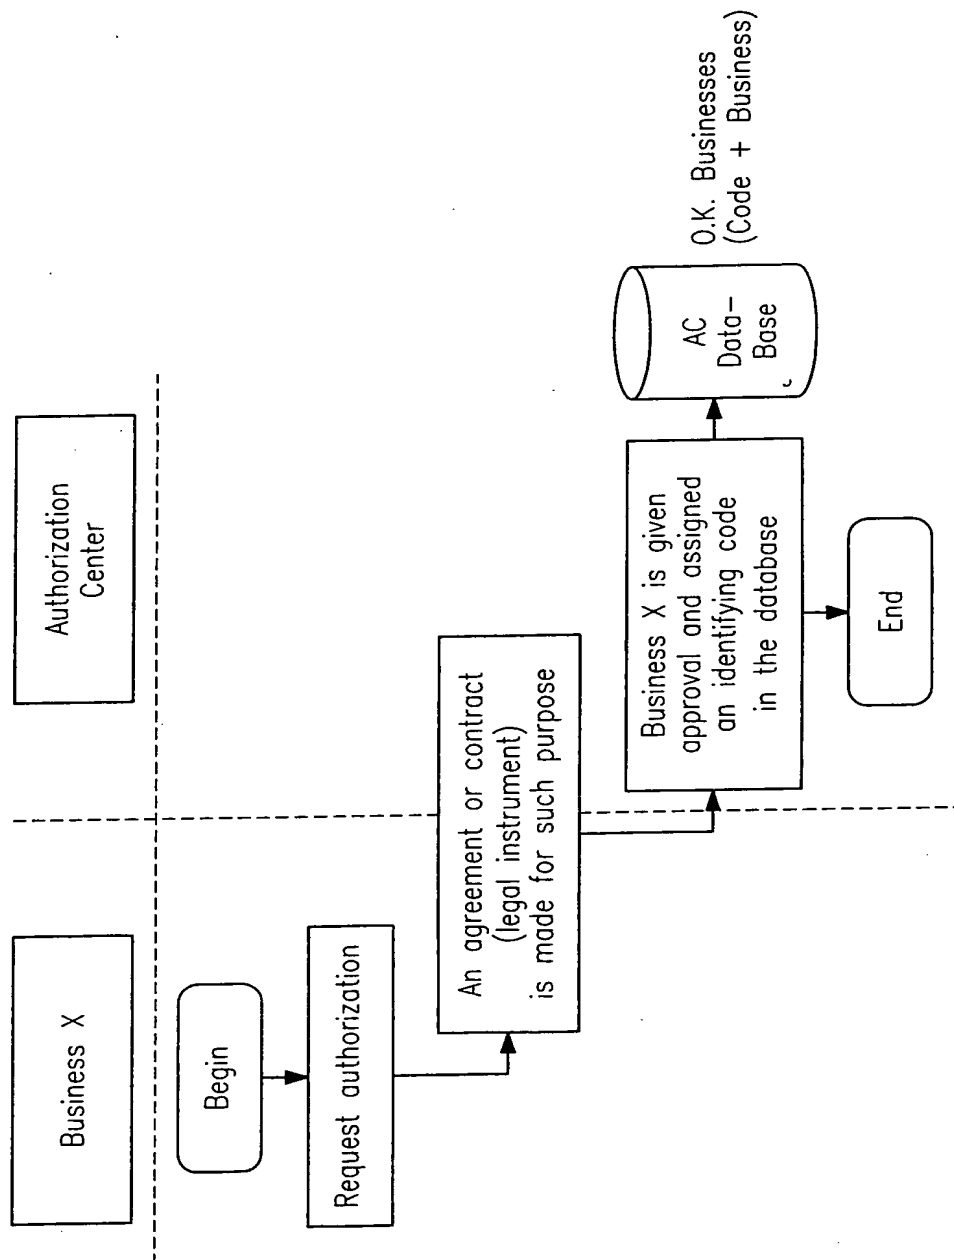 Business X
Authorization
Center
Begin
Request authorization
An agreement or contract
(legal instrument)
is made for such purpose
Business X is given
approval and assigned
an identifying code
in the database
AC
Data-
Base
O.K. Businesses
(Code + Business)
End